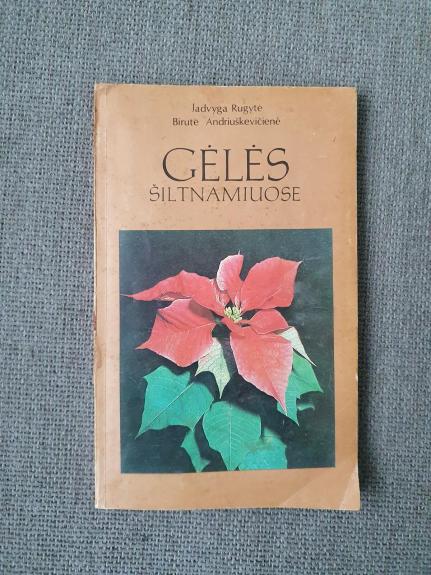 Jadvyga Rugytė
Birutė Andriuškevičienė
GĖLĖS
ŠILTNAMIUOSE